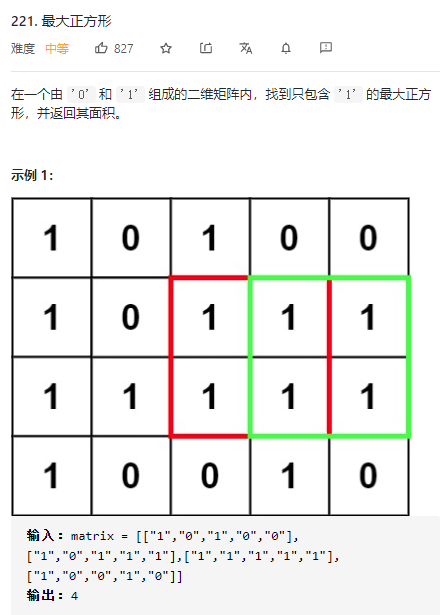 221. 最大正方形
难度 中等 827
在一个由 '0' 和 '1' 组成的二维矩阵内，找到只包含 '1' 的最大正方
形，并返回其面积。
示例 1：
1 0 1 0 0
1 0 1 1 1
1 1 1 1 1
1 0 0 1 0
输入：matrix = [["1","0","1","0","0"],
["1","0","1","1","1"],["1","1","1","1","1"],
["1","0","0","1","0"]]
输出：4